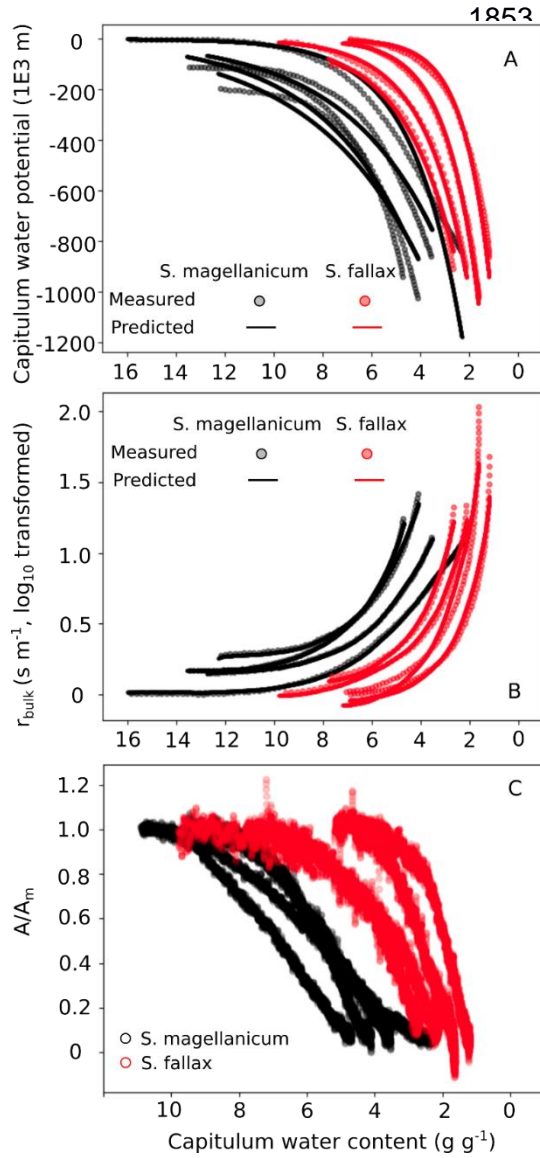 1853
A
0
-200
-400
-600
-800
-1000
-1200
Capitulum water potential (1E3 m)
S. magellanicum S. fallax
Measured
Predicted
16 14 12 10 8 6 4 2 0
2.0
1.5
1.0
0.5
0
r_bulk (s m⁻¹, log₁₀ transformed)
S. magellanicum S. fallax
Measured
Predicted
B
16 14 12 10 8 6 4 2 0
C
1.2
1.0
0.8
0.6
0.4
0.2
0
A/Aₘ
S. magellanicum
S. fallax
10 8 6 4 2 0
Capitulum water content (g g⁻¹)